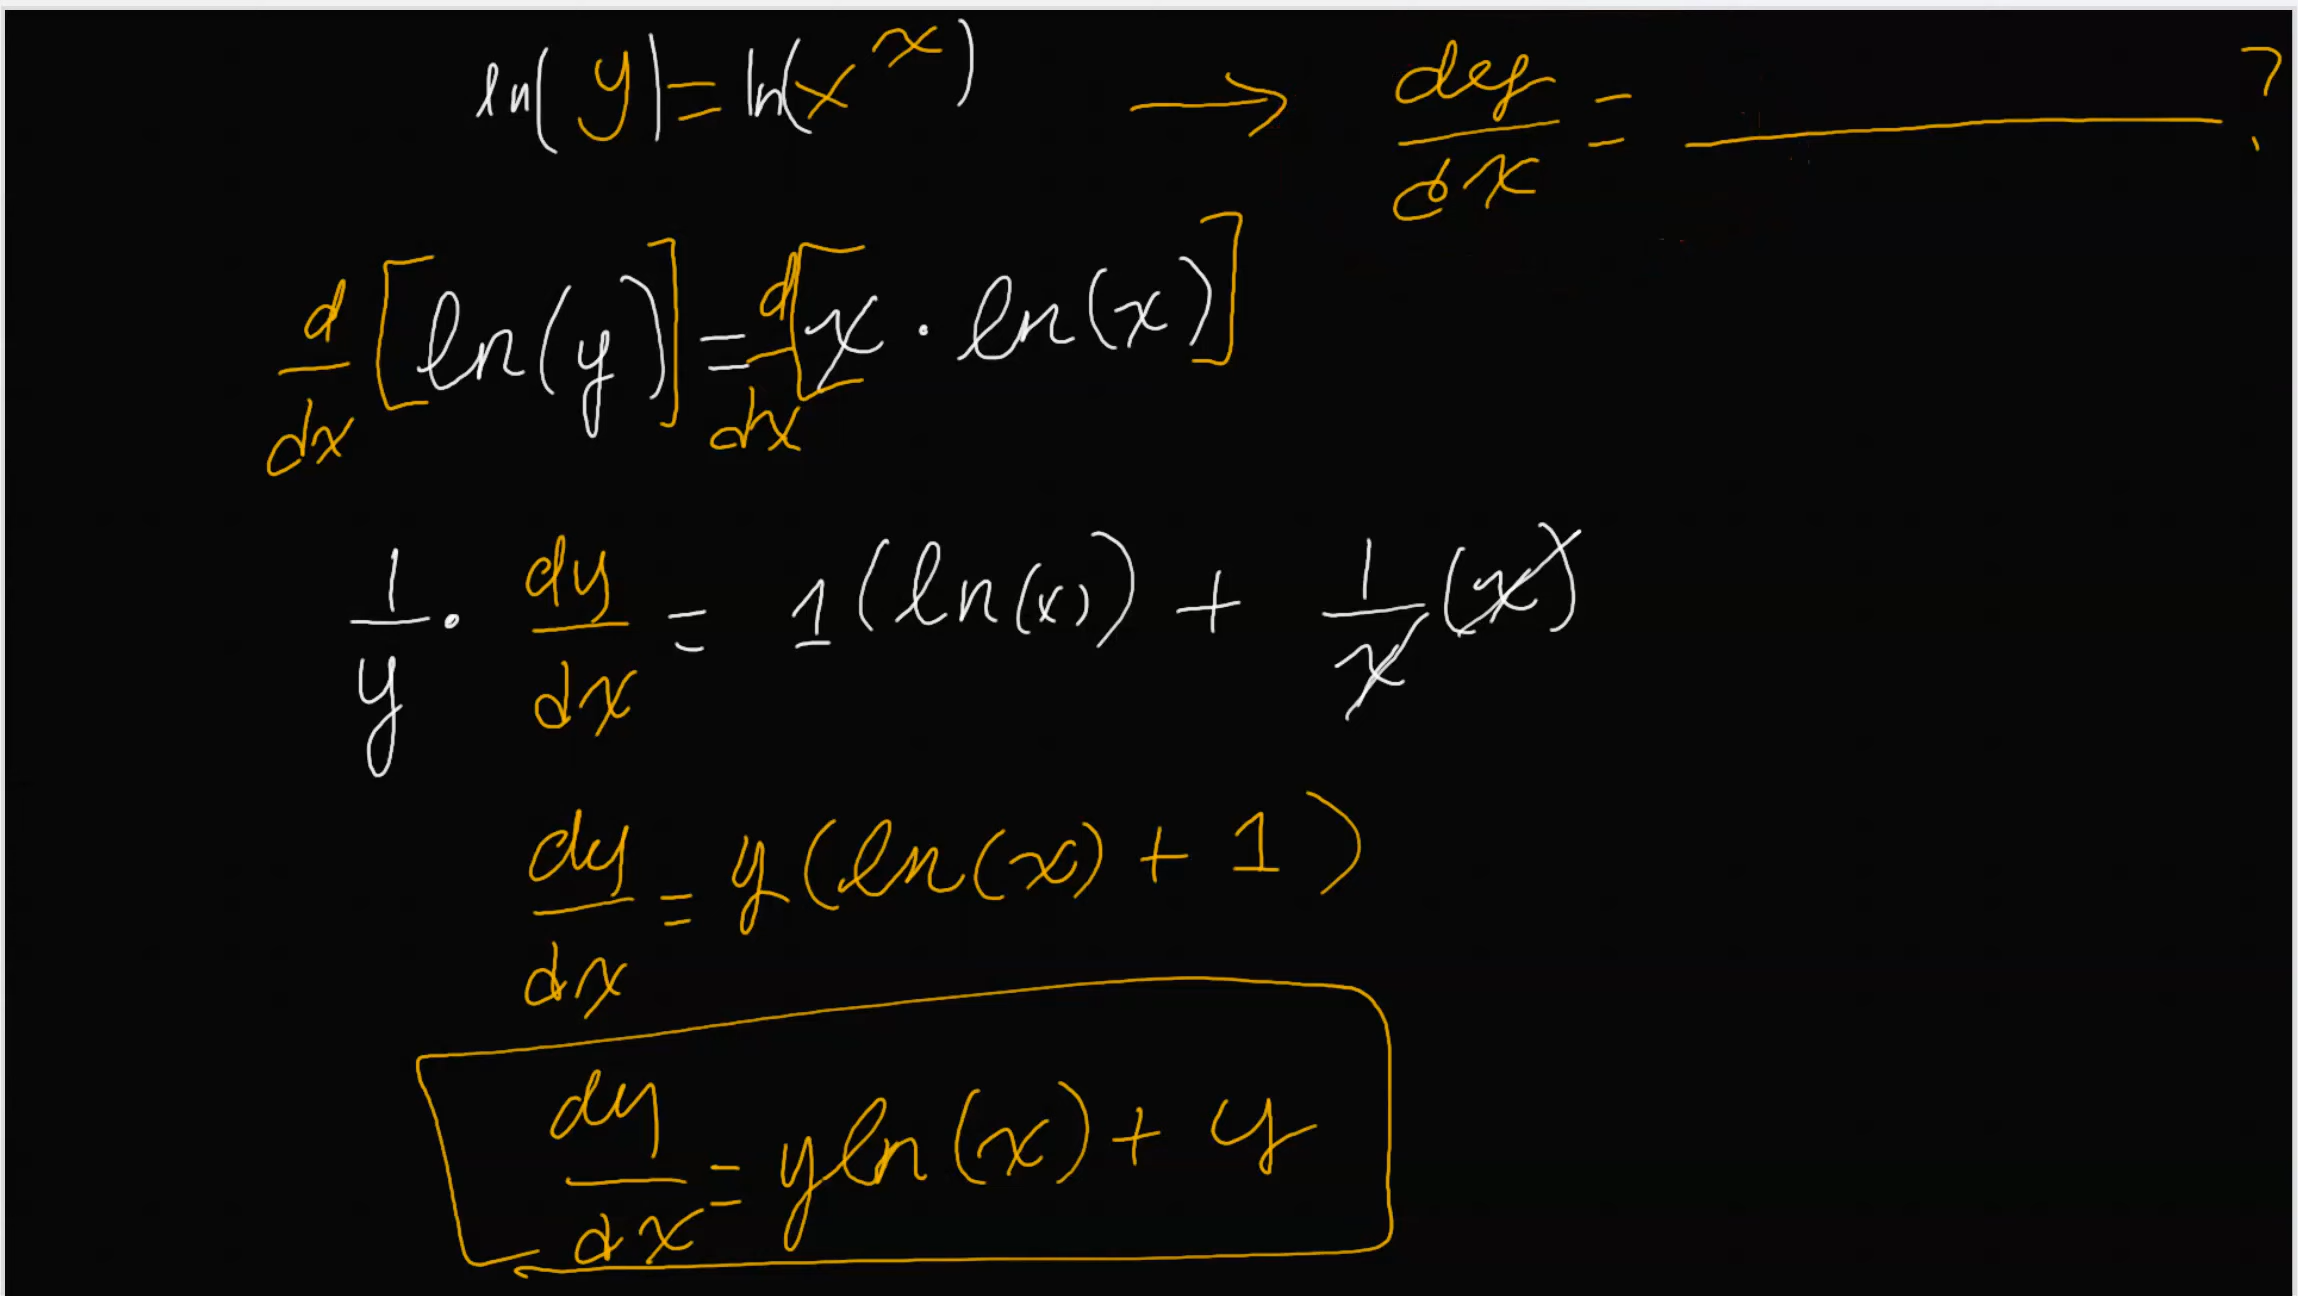 ln(y) = ln(x^x) → dy/dx = ______ ?
d/dx [ln(y)] = d/dx [x · ln(x)]
1/y · dy/dx = 1(ln(x)) + 1/x (x)
dy/dx = y(ln(x) + 1)
dy/dx = yln(x) + y